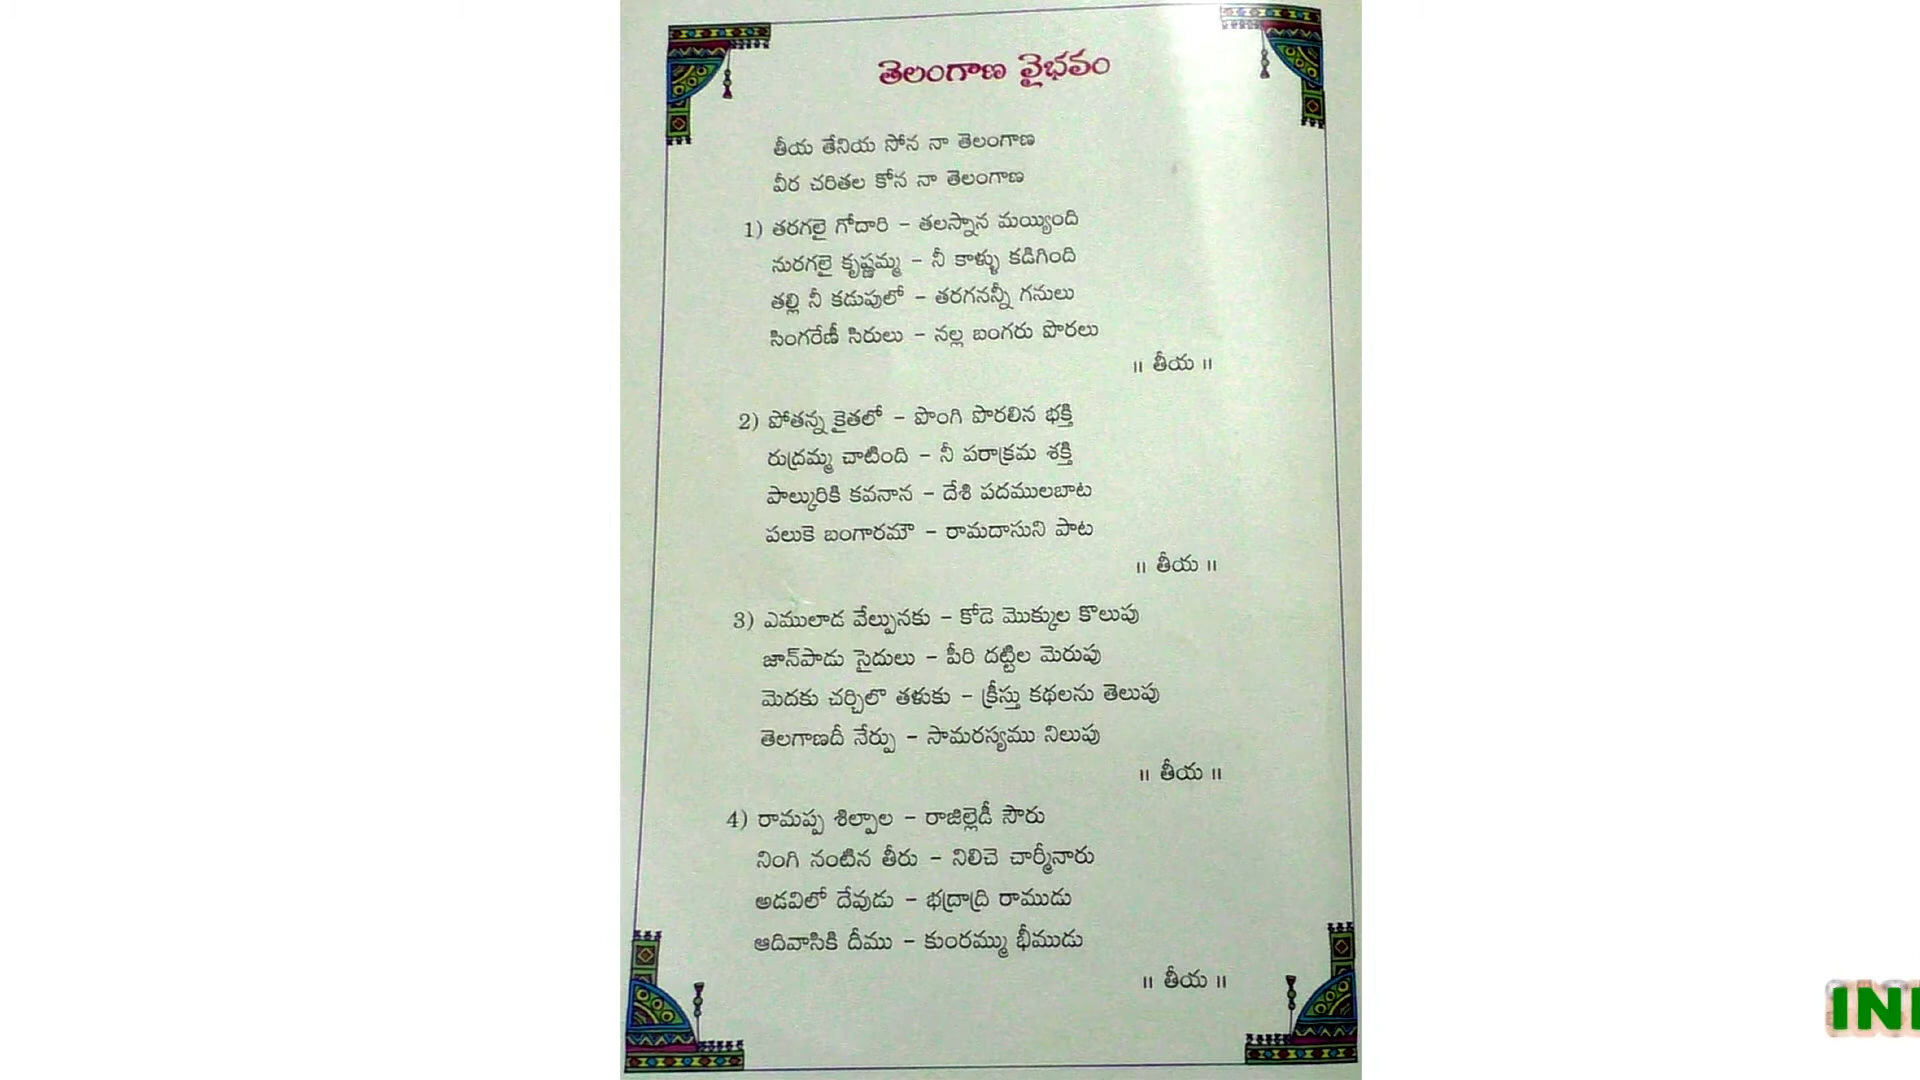 తెలంగాణ వైభవం
తీయ తేనియ సోన నా తెలంగాణ
వీర చరితల కోన నా తెలంగాణ
1) తరగలై గోదారి – తలస్నాన మయ్యింది
నురగలై కృష్ణమ్మ – నీ కాళ్ళు కడిగింది
తల్లి నీ కడుపులో – తరగనన్నీ గనులు
సింగరేణీ సిరులు – నల్ల బంగరు పొరలు
॥ తీయ ॥
2) పోతన్న కైతలో – పొంగి పొరలిన భక్తి
రుద్రమ్మ చాటింది – నీ పరాక్రమ శక్తి
పాల్కురికి కవనాన – దేశి పదములబాట
పలుకె బంగారమౌ – రామదాసుని పాట
॥ తీయ ॥
3) ఎములాడ వేల్పునకు – కోడె మొక్కుల కొలుపు
జాన్‌పాడు సైదులు – పీరి దట్టిల మెరుపు
మెదకు చర్చిలొ తళుకు – క్రీస్తు కథలను తెలుపు
తెలగాణదీ నేర్పు – సామరస్యము నిలుపు
॥ తీయ ॥
4) రామప్ప శిల్పాల – రాజిల్లెడీ సౌరు
నింగి నంటిన తీరు – నిలిచె చార్మీనారు
అడవిలో దేవుడు – భద్రాద్రి రాముడు
ఆదివాసికి దీము – కుంరమ్ము భీముడు
॥ తీయ ॥